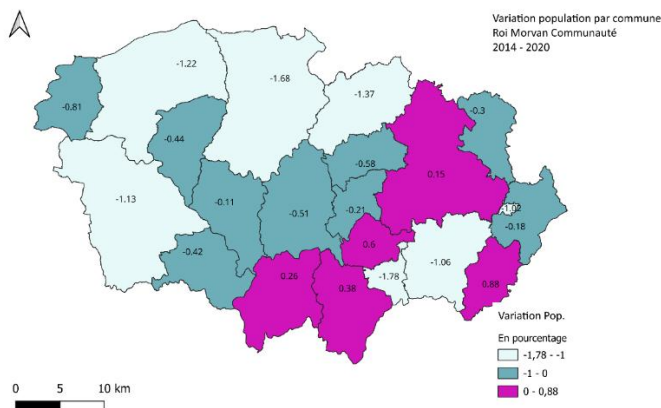 Variation population par commune
Roi Morvan Communauté
2014 - 2020
-1.22
-1.68
-1.37
-0.81
-0.3
-0.44
-0.58
0.15
-1.13
-0.11
-0.51
-0.21
-1.02
-0.18
0.6
-0.42
-1.06
0.26
0.38
-1.78
0.88
Variation Pop.
En pourcentage
-1,78 - -1
-1 - 0
0 - 0,88
0 5 10 km